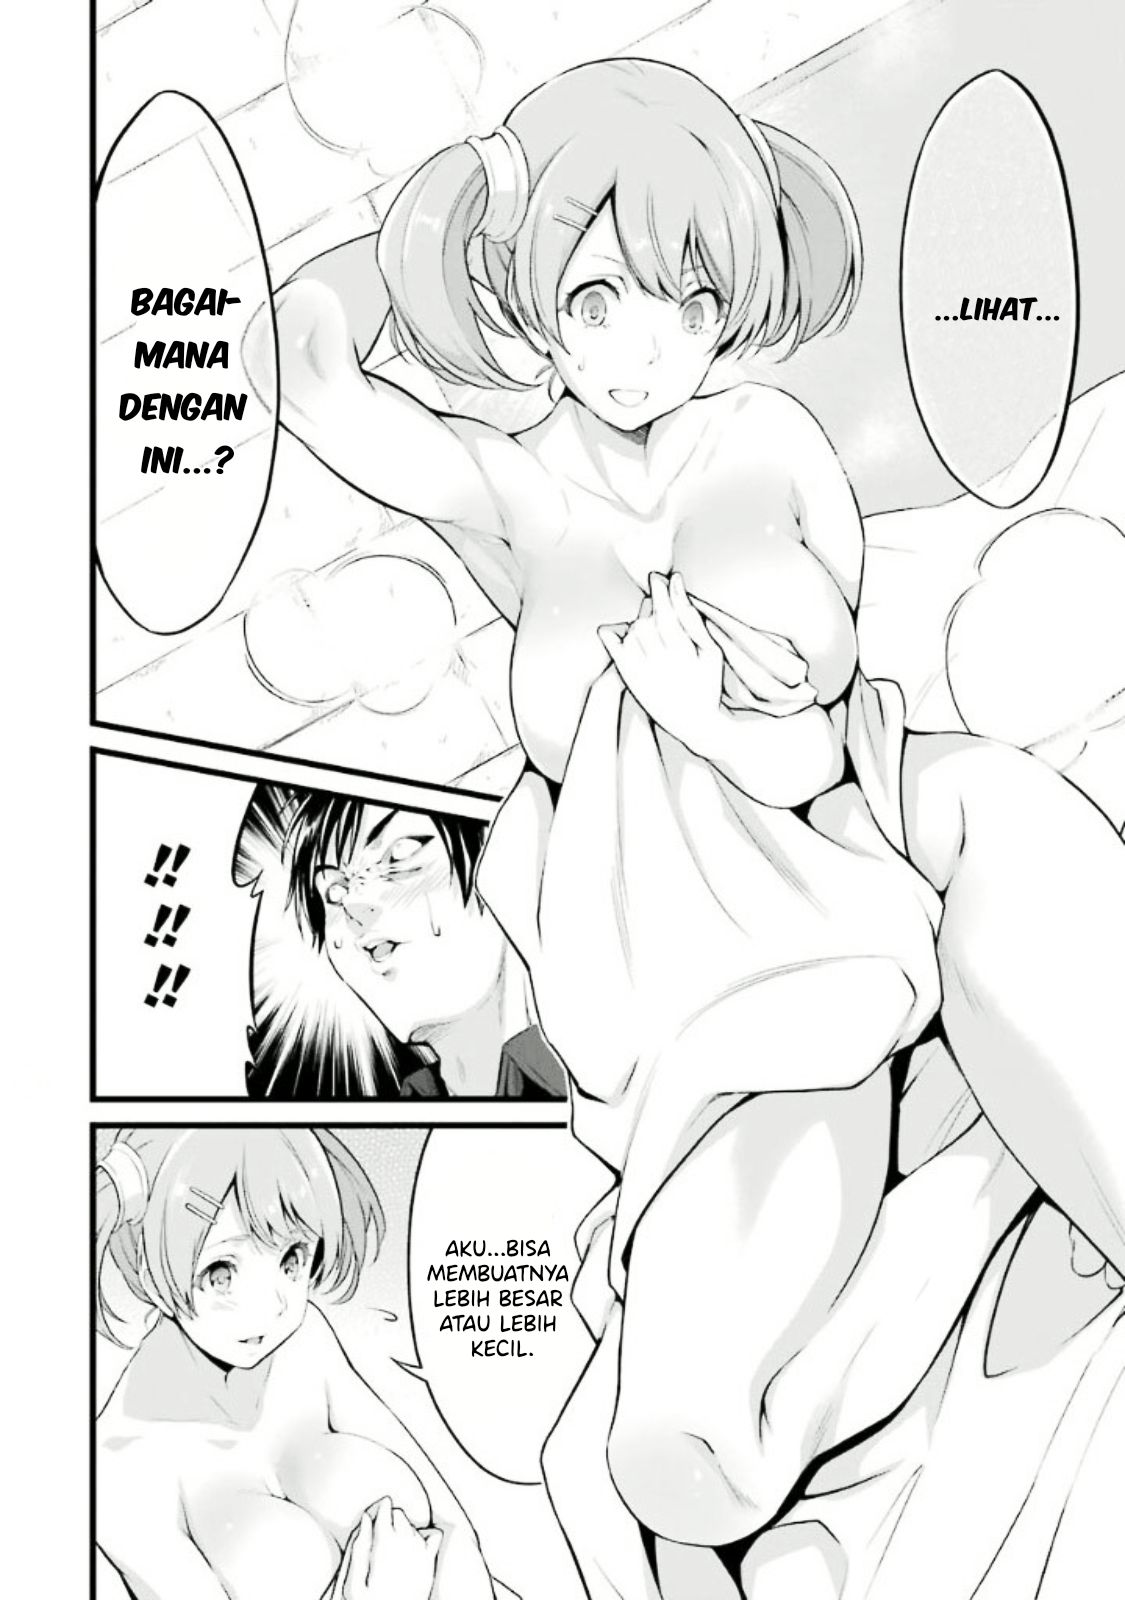 ...LIHAT...
BAGAI-
MANA
DENGAN
INI...?
!!
!!
!!
AKU...BISA
MEMBUATNYA
LEBIH BESAR
ATAU LEBIH
KECIL.